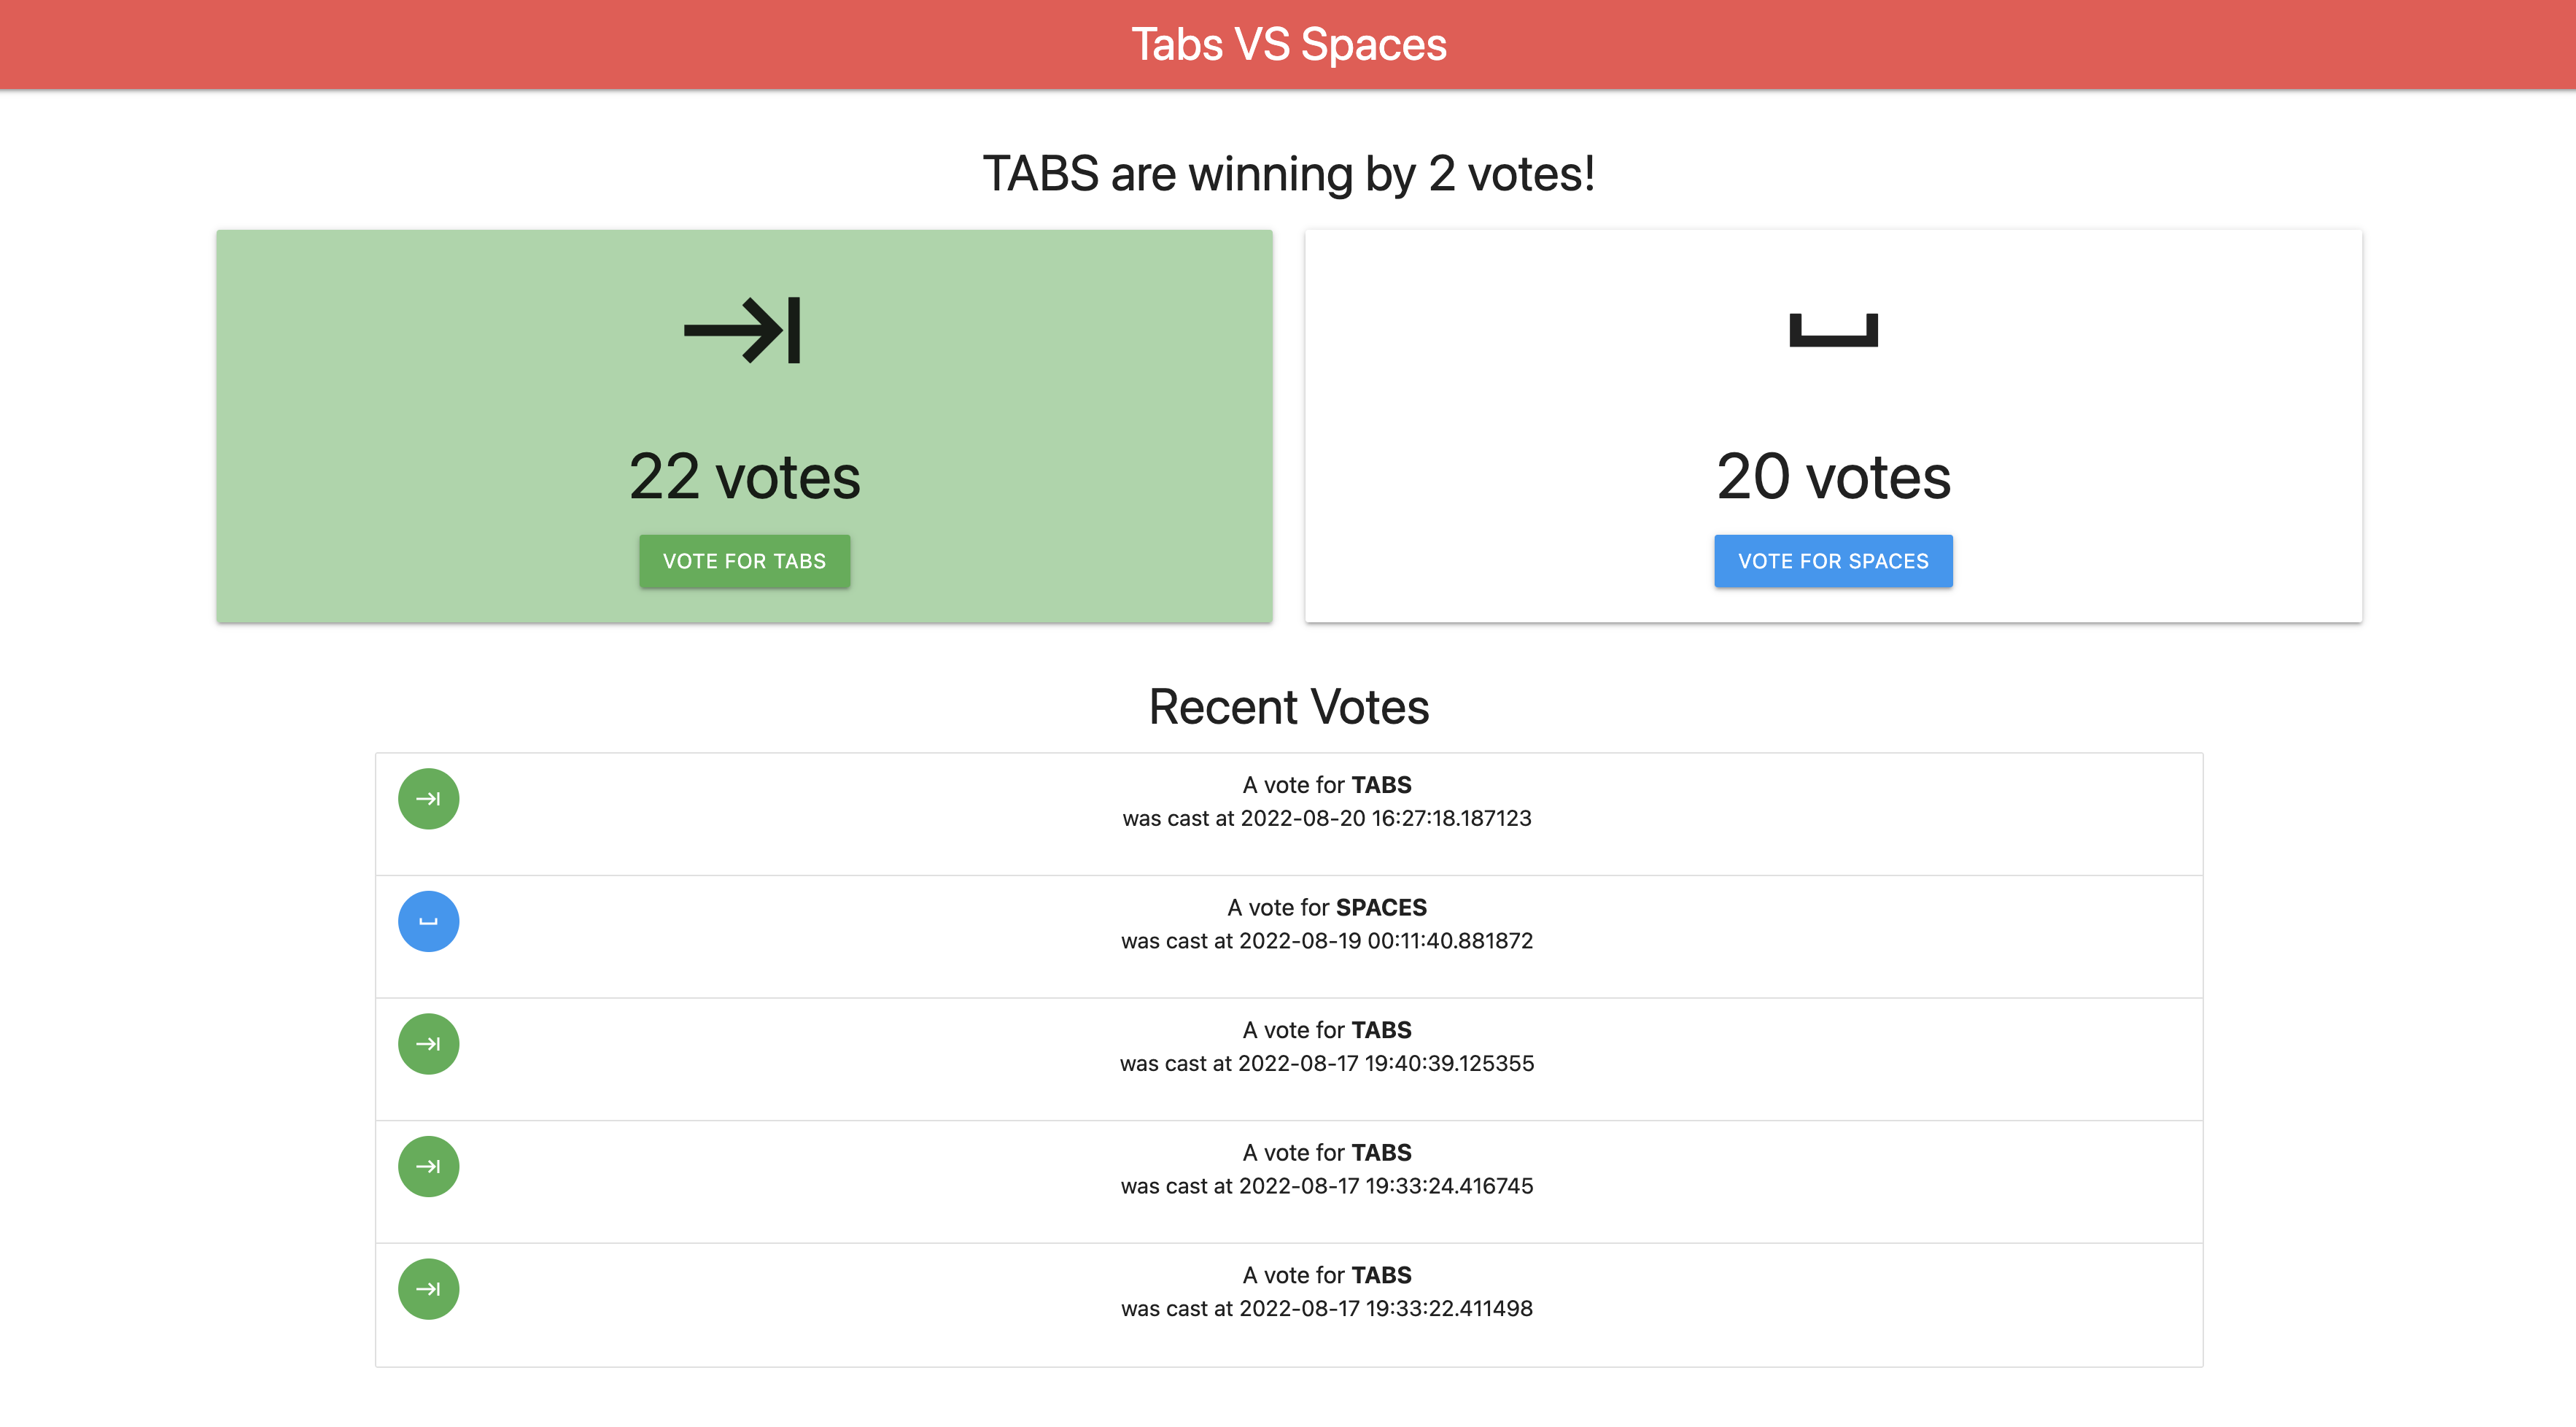 Tabs VS Spaces
TABS are winning by 2 votes!
22 votes
VOTE FOR TABS
20 votes
VOTE FOR SPACES
Recent Votes
A vote for TABS
was cast at 2022-08-20 16:27:18.187123
A vote for SPACES
was cast at 2022-08-19 00:11:40.881872
A vote for TABS
was cast at 2022-08-17 19:40:39.125355
A vote for TABS
was cast at 2022-08-17 19:33:24.416745
A vote for TABS
was cast at 2022-08-17 19:33:22.411498